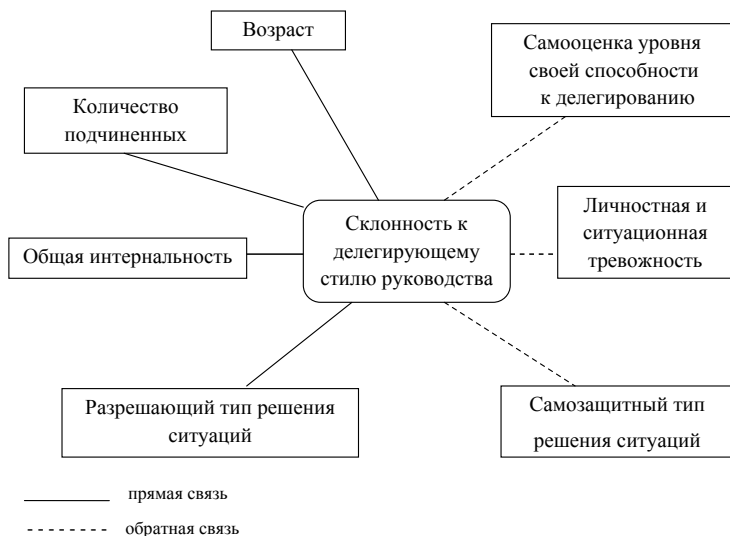 Возраст
Самооценка уровня
своей способности
к делегированию
Количество
подчиненных
Склонность к
делегирующему
стилю руководства
Личностная и
ситуационная
тревожность
Общая интернальность
Разрешающий тип решения
ситуаций
Самозащитный тип
решения ситуаций
прямая связь
обратная связь